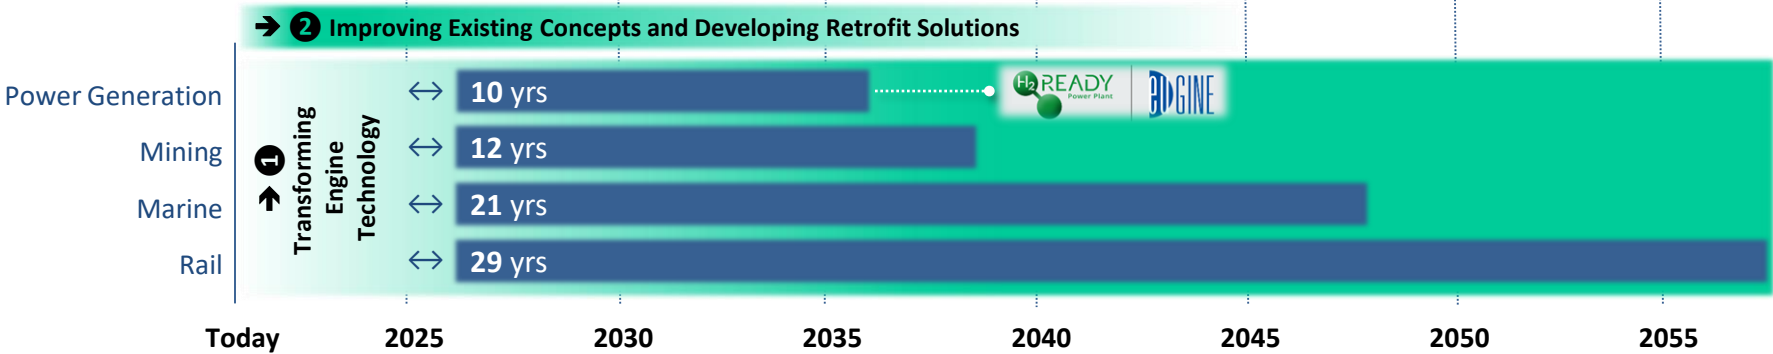 → 2 Improving Existing Concepts and Developing Retrofit Solutions
Power Generation
Mining
Marine
Rail
→ 1
Transforming
Engine
Technology
↔ 10 yrs
↔ 12 yrs
↔ 21 yrs
↔ 29 yrs
H2 READY
Power Plant
EDGINE
Today 2025 2030 2035 2040 2045 2050 2055